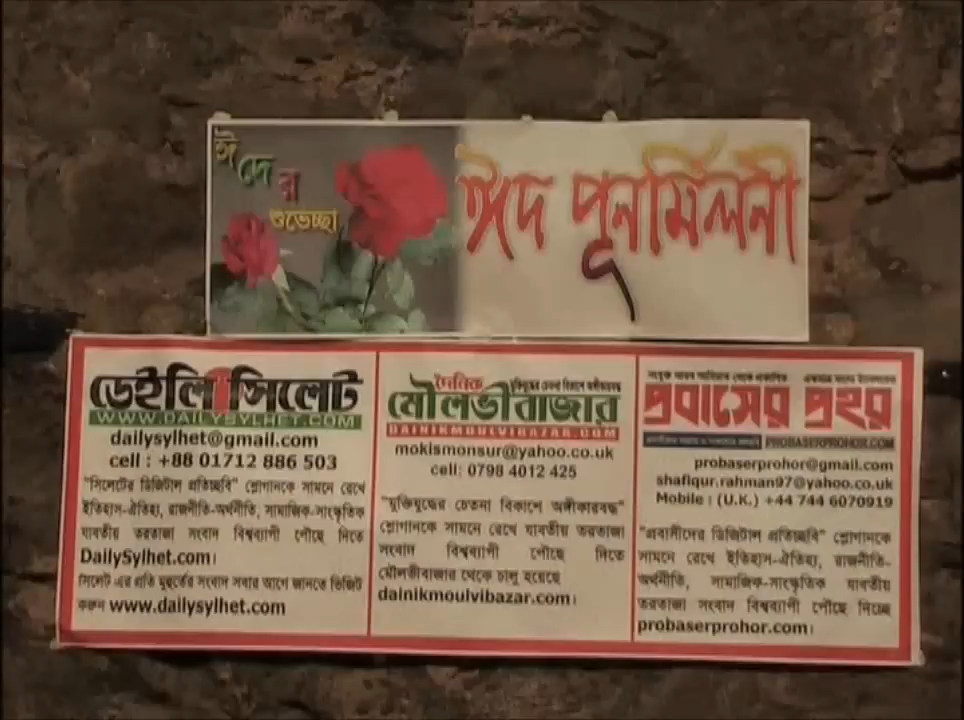 ঈদের
শুভেচ্ছা
ঈদ পূনর্মিলনী
ডেইলি সিলেট
WWW.DAILYSYLHET.COM
dailysylhet@gmail.com
cell : +88 01712 886 503
"সিলেটের ডিজিটাল প্রতিচ্ছবি" শ্লোগানকে সামনে রেখে
ইতিহাস-ঐতিহ্য, রাজনীতি-অর্থনীতি, সামাজিক-সাংস্কৃতিক
যাবতীয় তরতাজা সংবাদ বিশ্বব্যাপী পৌছে দিতে
DailySylhet.com।
সিলেট এর প্রতি মুহুর্তের সংবাদ সবার আগে জানতে ভিজিট
করুন www.dailysylhet.com
দৈনিক
মৌলভীবাজার
DAINIKMOULVIBAZAR.COM
mokismonsur@yahoo.co.uk
cell: 0798 4012 425
"মুক্তিযুদ্ধের চেতনা বিকাশে অঙ্গীকারবদ্ধ"
শ্লোগানকে সামনে রেখে যাবতীয় তরতাজা
সংবাদ বিশ্বব্যাপী পৌছে দিতে
মৌলভীবাজার থেকে চালু হয়েছে
dainikmoulvibazar.com।
প্রবাসের প্রহর
PROBASERPROHOR.COM
probaserprohor@gmail.com
shafiqur.rahman97@yahoo.co.uk
Mobile : (U.K.) +44 744 6070919
"প্রবাসীদের ডিজিটাল প্রতিচ্ছবি" শ্লোগানকে
সামনে রেখে ইতিহাস-ঐতিহ্য, রাজনীতি-
অর্থনীতি, সামাজিক-সাংস্কৃতিক যাবতীয়
তরতাজা সংবাদ বিশ্বব্যাপী পৌছে দিচ্ছে
probaserprohor.com।